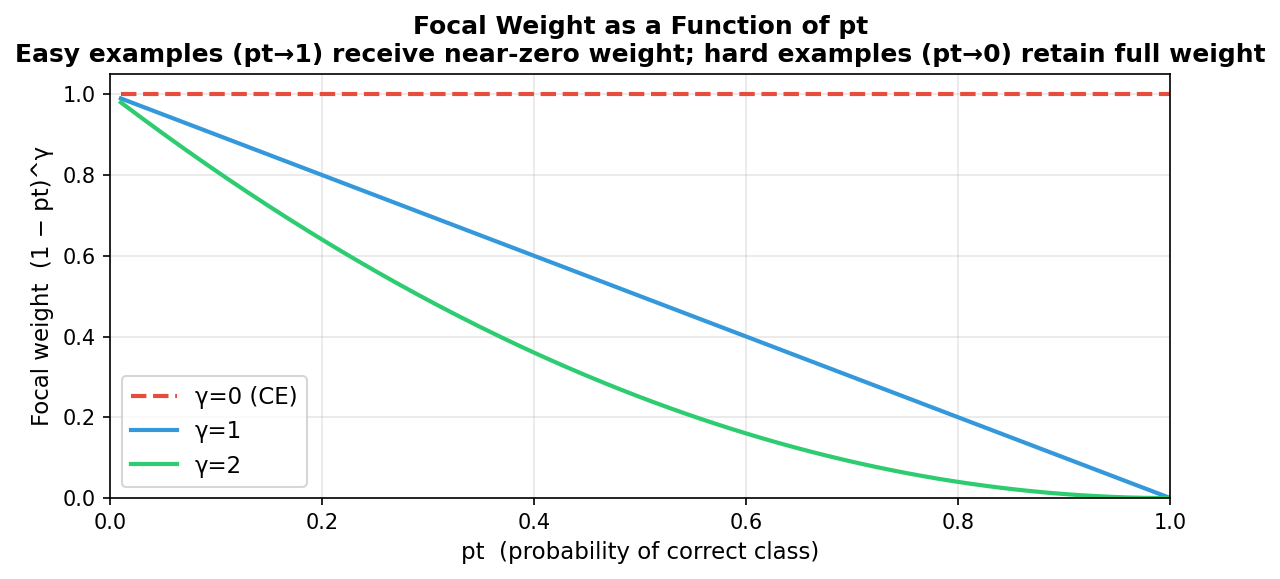 Focal Weight as a Function of pt
Easy examples (pt→1) receive near-zero weight; hard examples (pt→0) retain full weight
Focal weight (1 − pt)^γ
1.0
0.8
0.6
0.4
0.2
0.0
γ=0 (CE)
γ=1
γ=2
0.0 0.2 0.4 0.6 0.8 1.0
pt (probability of correct class)